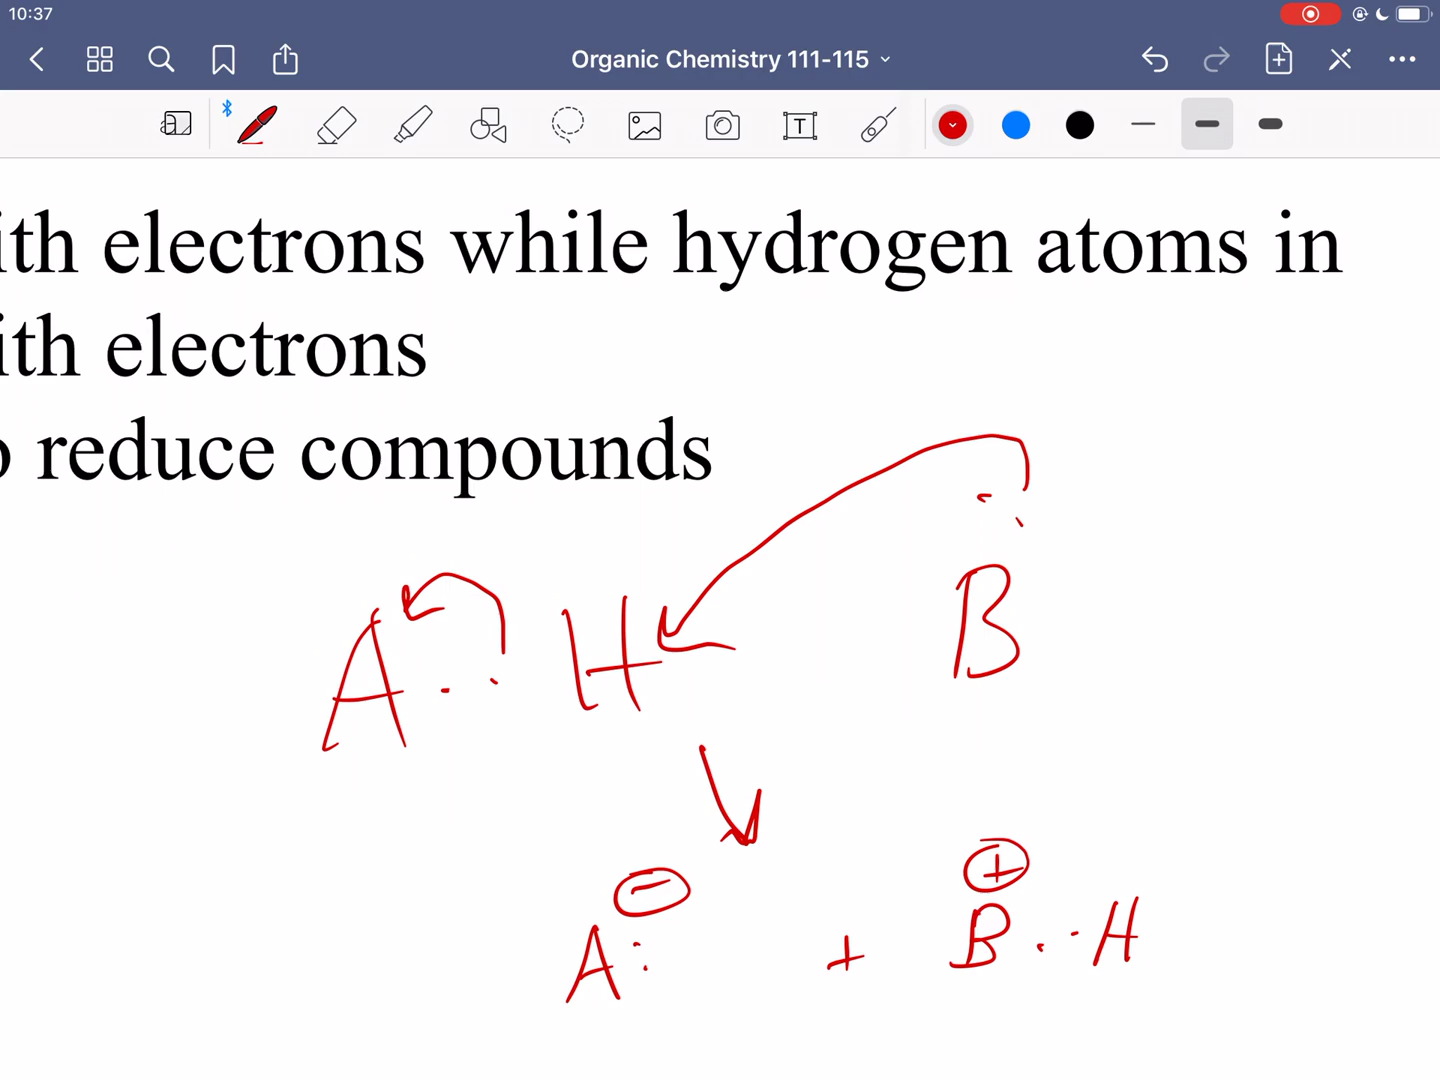 10:37
Organic Chemistry 111-115
ith electrons while hydrogen atoms in
ith electrons
o reduce compounds
A : H : B
A: − + B + : H